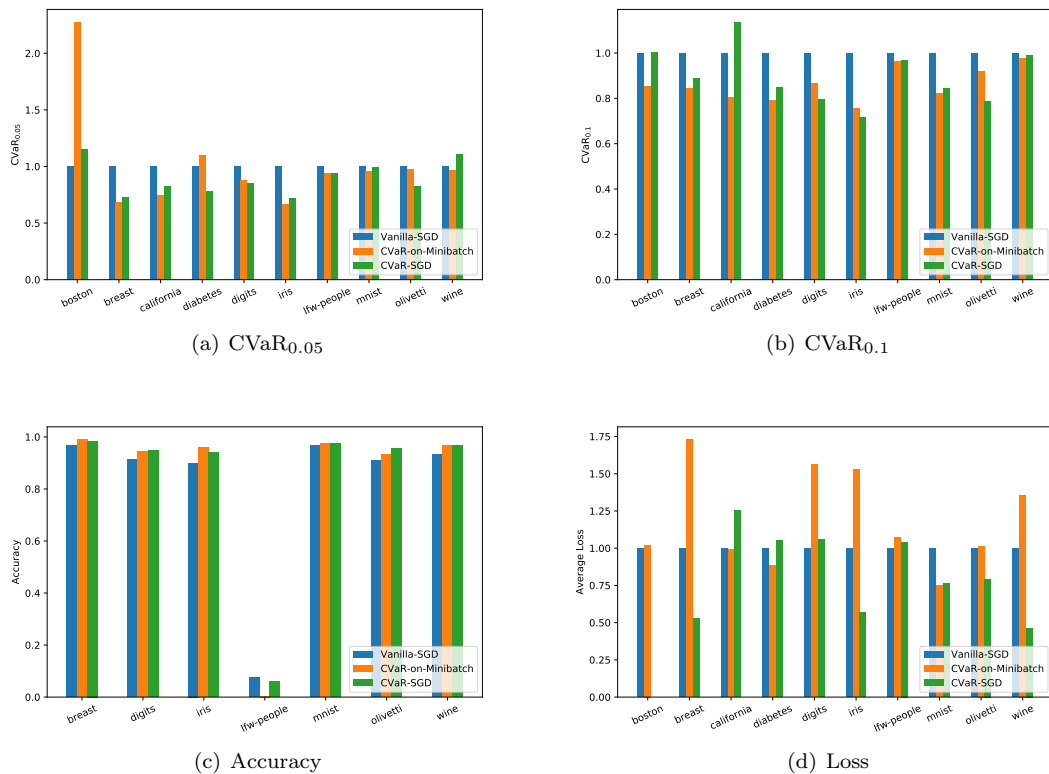 2.0
1.5
1.0
0.5
0.0
CVaR0.05
Vanilla-SGD
CVaR-on-Minibatch
CVaR-SGD
boston breast california diabetes digits iris lfw-people mnist olivetti wine
(a) CVaR0.05
1.0
0.8
0.6
0.4
0.2
0.0
CVaR0.1
Vanilla-SGD
CVaR-on-Minibatch
CVaR-SGD
boston breast california diabetes digits iris lfw-people mnist olivetti wine
(b) CVaR0.1
1.0
0.8
0.6
0.4
0.2
0.0
Accuracy
Vanilla-SGD
CVaR-on-Minibatch
CVaR-SGD
breast digits iris lfw-people mnist olivetti wine
(c) Accuracy
1.75
1.50
1.25
1.00
0.75
0.50
0.25
0.00
Average Loss
Vanilla-SGD
CVaR-on-Minibatch
CVaR-SGD
boston breast california diabetes digits iris lfw-people mnist olivetti wine
(d) Loss